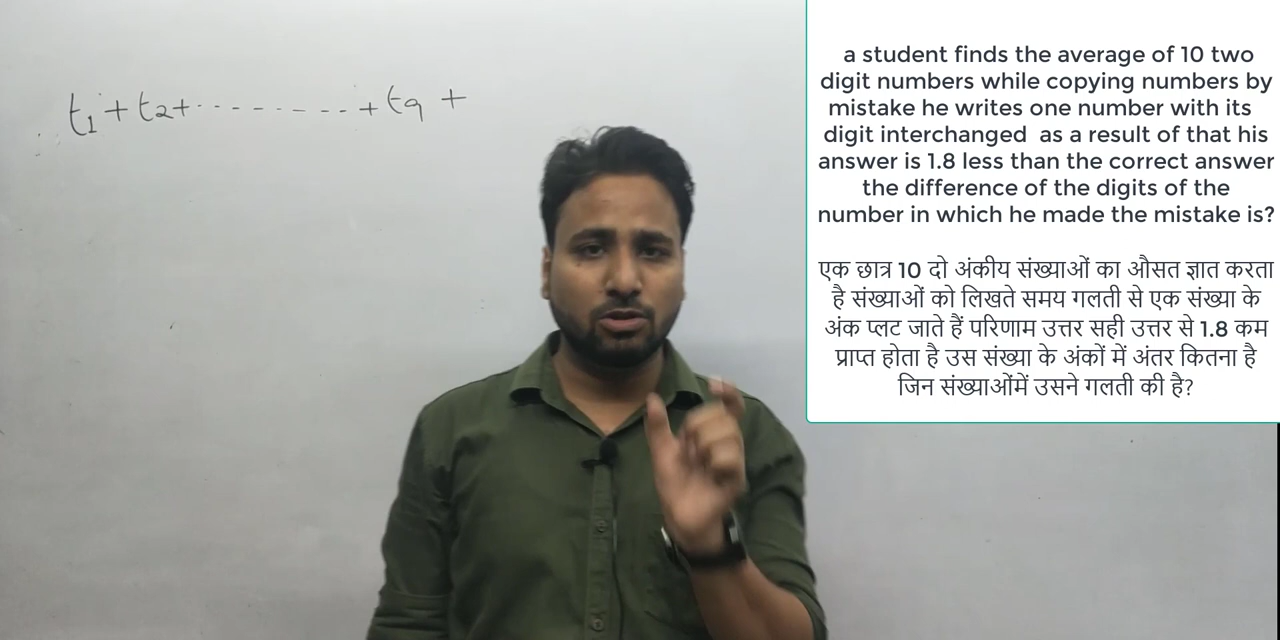 t₁ + t₂ + - - - - - - - - + t₉ +
a student finds the average of 10 two
digit numbers while copying numbers by
mistake he writes one number with its
digit interchanged as a result of that his
answer is 1.8 less than the correct answer
the difference of the digits of the
number in which he made the mistake is?
एक छात्र 10 दो अंकीय संख्याओं का औसत ज्ञात करता
है संख्याओं को लिखते समय गलती से एक संख्या के
अंक प्लट जाते हैं परिणाम उत्तर सही उत्तर से 1.8 कम
प्राप्त होता है उस संख्या के अंकों में अंतर कितना है
जिन संख्याओंमें उसने गलती की है?